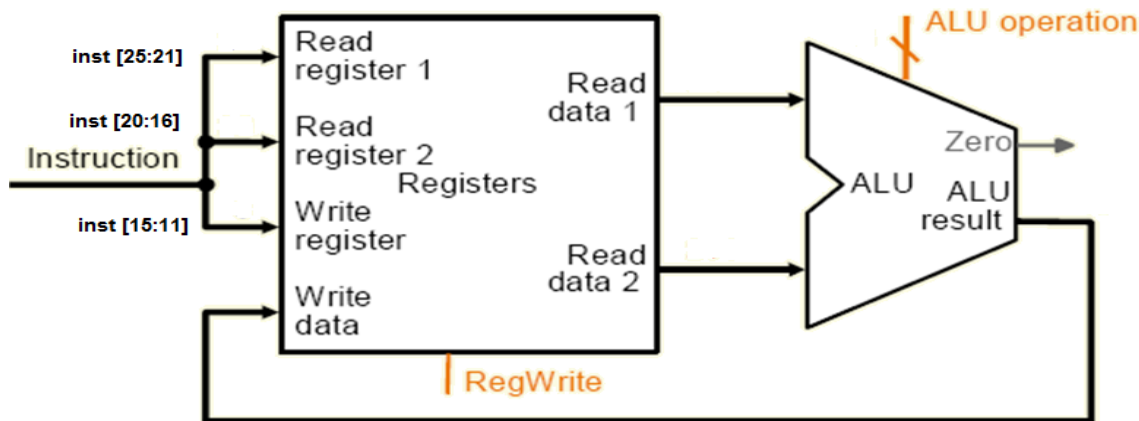 ALU operation
inst [25:21]
Read
register 1
Read
data 1
inst [20:16]
Read
register 2
Instruction
Registers
Zero
ALU
ALU
result
inst [15:11]
Write
register
Read
data 2
Write
data
RegWrite